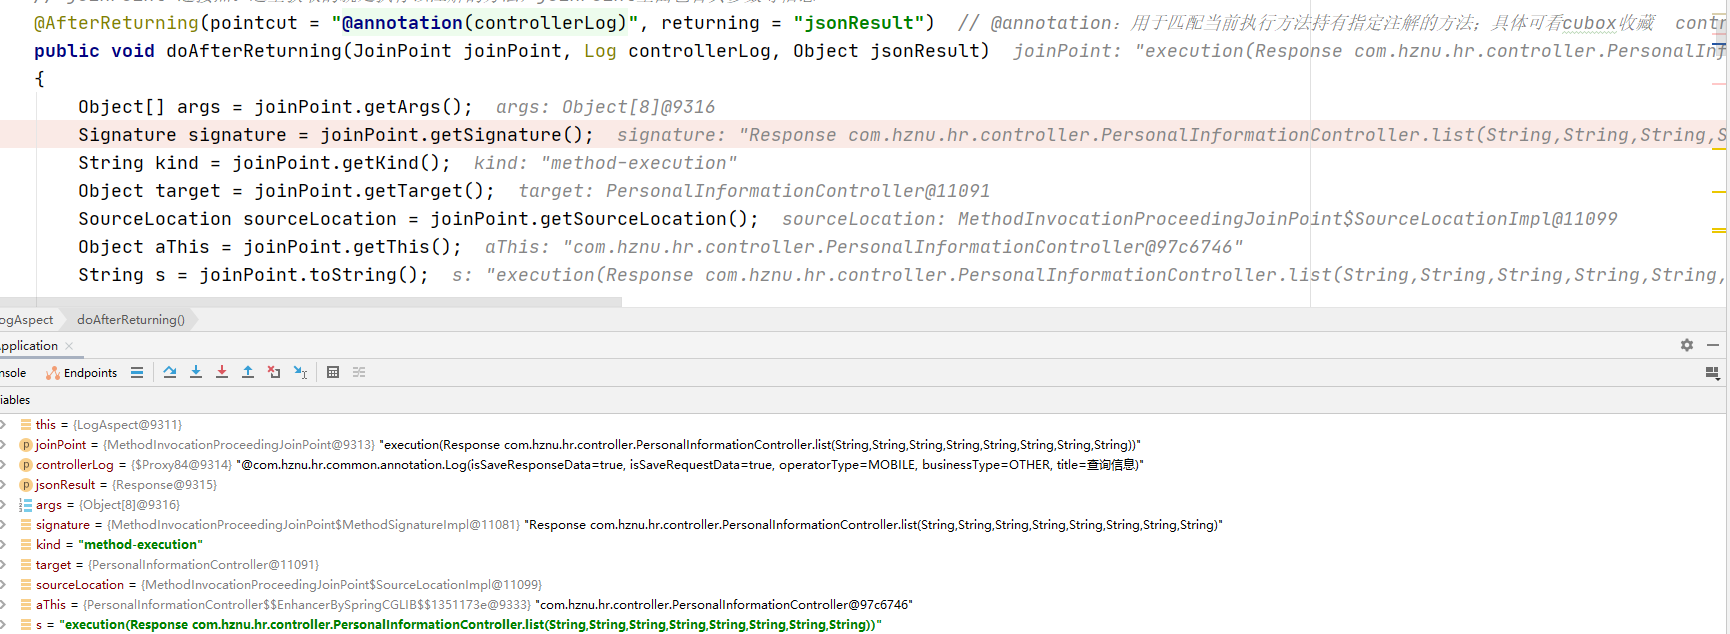 @AfterReturning(pointcut = "@annotation(controllerLog)", returning = "jsonResult")  // @annotation：用于匹配当前执行方法持有指定注解的方法；具体可看cubox收藏  contr
public void doAfterReturning(JoinPoint joinPoint, Log controllerLog, Object jsonResult)  joinPoint: "execution(Response com.hznu.hr.controller.PersonalInf
{
Object[] args = joinPoint.getArgs();  args: Object[8]@9316
Signature signature = joinPoint.getSignature();  signature: "Response com.hznu.hr.controller.PersonalInformationController.list(String,String,String,S
String kind = joinPoint.getKind();  kind: "method-execution"
Object target = joinPoint.getTarget();  target: PersonalInformationController@11091
SourceLocation sourceLocation = joinPoint.getSourceLocation();  sourceLocation: MethodInvocationProceedingJoinPoint$SourceLocationImpl@11099
Object aThis = joinPoint.getThis();  aThis: "com.hznu.hr.controller.PersonalInformationController@97c6746"
String s = joinPoint.toString();  s: "execution(Response com.hznu.hr.controller.PersonalInformationController.list(String,String,String,String,String,
ogAspect  doAfterReturning()
pplication
nsole  Endpoints
iables
this = {LogAspect@9311}
joinPoint = {MethodInvocationProceedingJoinPoint@9313} "execution(Response com.hznu.hr.controller.PersonalInformationController.list(String,String,String,String,String,String,String,String))"
controllerLog = {$Proxy84@9314} "@com.hznu.hr.common.annotation.Log(isSaveResponseData=true, isSaveRequestData=true, operatorType=MOBILE, businessType=OTHER, title=查询信息)"
jsonResult = {Response@9315}
args = {Object[8]@9316}
signature = {MethodInvocationProceedingJoinPoint$MethodSignatureImpl@11081} "Response com.hznu.hr.controller.PersonalInformationController.list(String,String,String,String,String,String,String,String)"
kind = "method-execution"
target = {PersonalInformationController@11091}
sourceLocation = {MethodInvocationProceedingJoinPoint$SourceLocationImpl@11099}
aThis = {PersonalInformationController$$EnhancerBySpringCGLIB$$1351173e@9333} "com.hznu.hr.controller.PersonalInformationController@97c6746"
s = "execution(Response com.hznu.hr.controller.PersonalInformationController.list(String,String,String,String,String,String,String,String))"